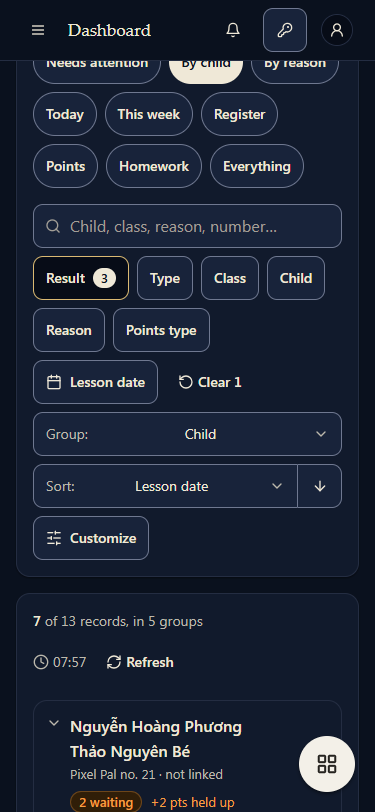 Dashboard
Needs attention By child By reason
Today This week Register
Points Homework Everything
Child, class, reason, number...
Result 3 Type Class Child
Reason Points type
Lesson date Clear 1
Group: Child
Sort: Lesson date
Customize
7 of 13 records, in 5 groups
07:57 Refresh
Nguyễn Hoàng Phương
Thảo Nguyên Bé
Pixel Pal no. 21 · not linked
2 waiting +2 pts held up